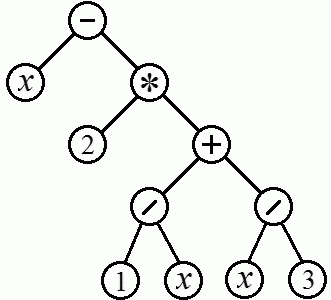 −
x *
2 +
/ /
1 x x 3